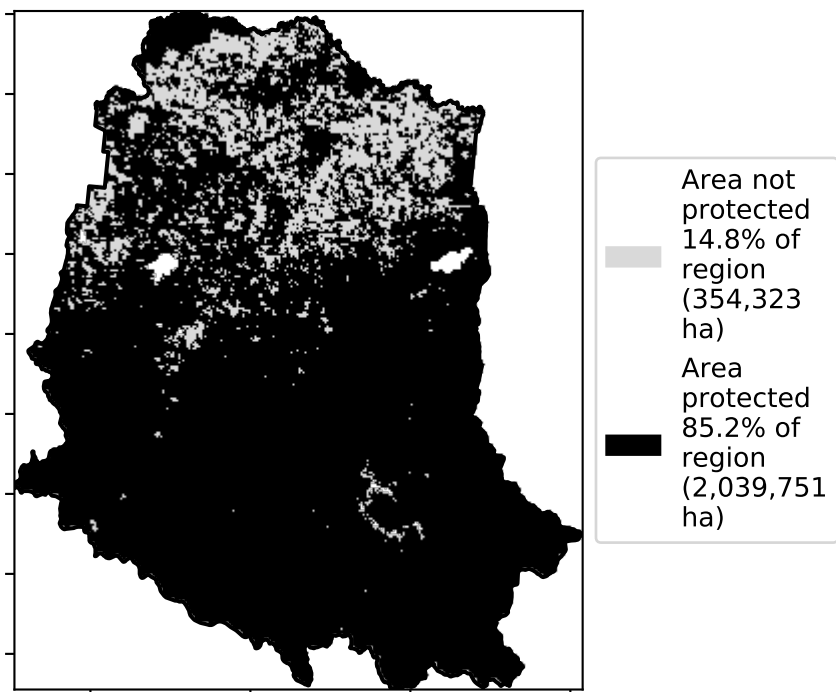 Area not
protected
14.8% of
region
(354,323
ha)
Area
protected
85.2% of
region
(2,039,751
ha)